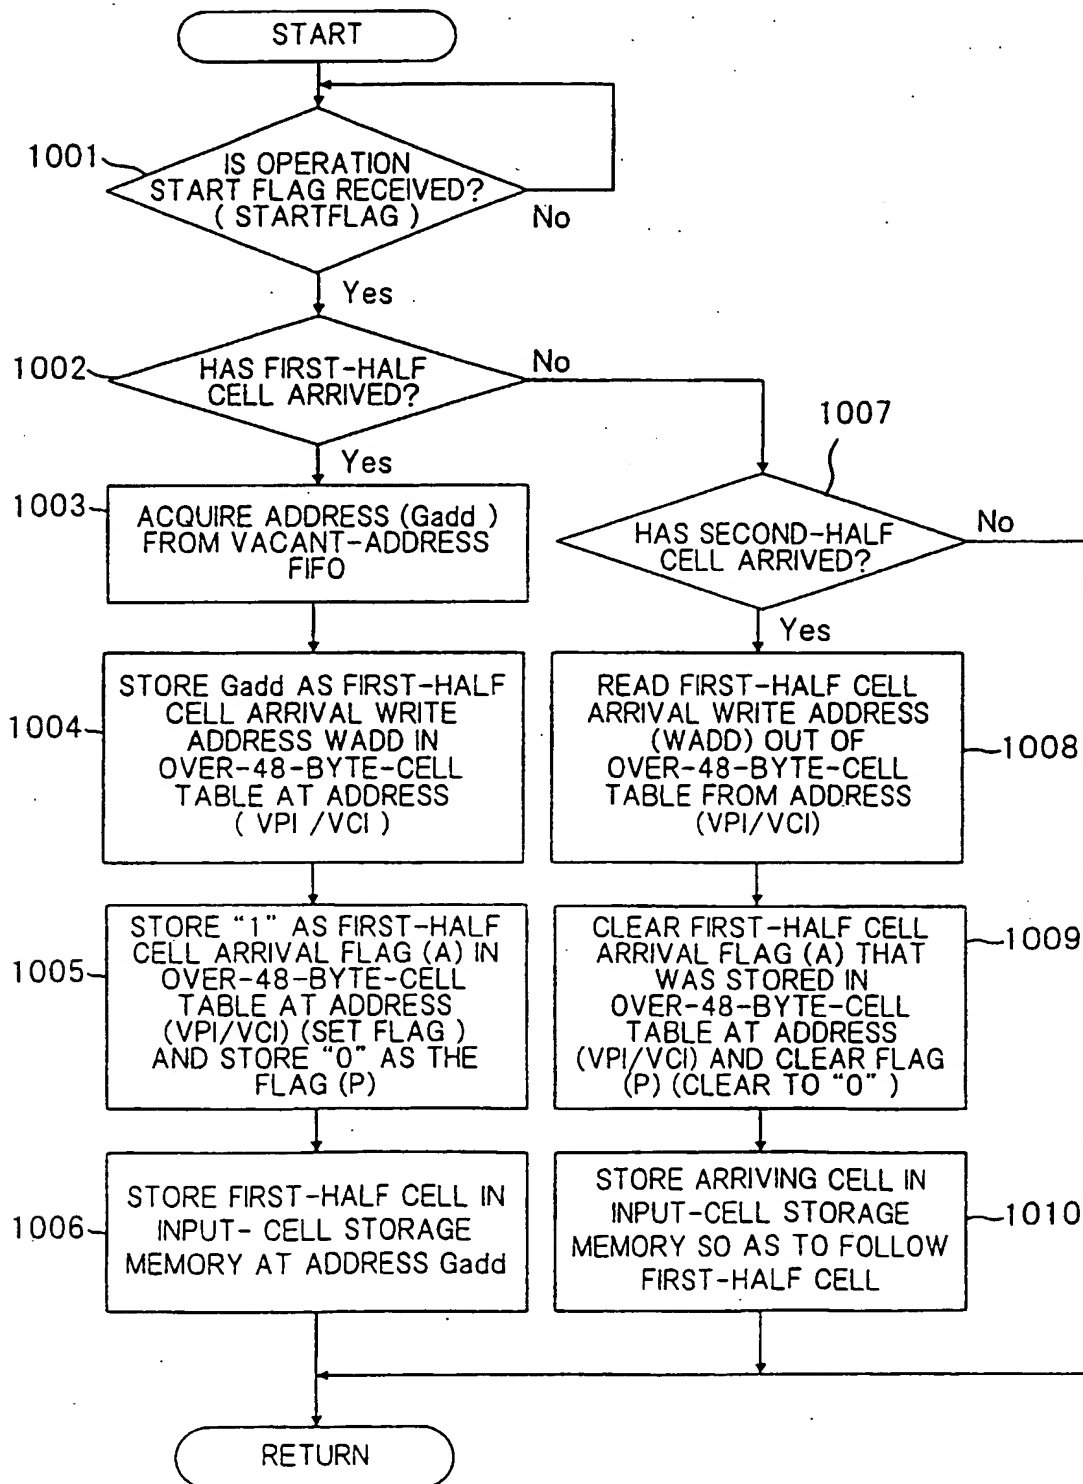 START
1001
IS OPERATION
START FLAG RECEIVED?
( STARTFLAG )
No
Yes
1002
HAS FIRST-HALF
CELL ARRIVED?
No
Yes
1007
HAS SECOND-HALF
CELL ARRIVED?
No
Yes
1003
ACQUIRE ADDRESS (Gadd )
FROM VACANT-ADDRESS
FIFO
1004
STORE Gadd AS FIRST-HALF
CELL ARRIVAL WRITE
ADDRESS WADD IN
OVER-48-BYTE-CELL
TABLE AT ADDRESS
( VPI /VCI )
1005
STORE "1" AS FIRST-HALF
CELL ARRIVAL FLAG (A) IN
OVER-48-BYTE-CELL
TABLE AT ADDRESS
(VPI/VCI) (SET FLAG )
AND STORE "0" AS THE
FLAG (P)
1006
STORE FIRST-HALF CELL IN
INPUT- CELL STORAGE
MEMORY AT ADDRESS Gadd
READ FIRST-HALF CELL
ARRIVAL WRITE ADDRESS
(WADD) OUT OF
OVER-48-BYTE-CELL
TABLE FROM ADDRESS
(VPI/VCI)
1008
CLEAR FIRST-HALF CELL
ARRIVAL FLAG (A) THAT
WAS STORED IN
OVER-48-BYTE-CELL
TABLE AT ADDRESS
(VPI/VCI) AND CLEAR FLAG
(P) (CLEAR TO "0" )
1009
STORE ARRIVING CELL IN
INPUT-CELL STORAGE
MEMORY SO AS TO FOLLOW
FIRST-HALF CELL
1010
RETURN